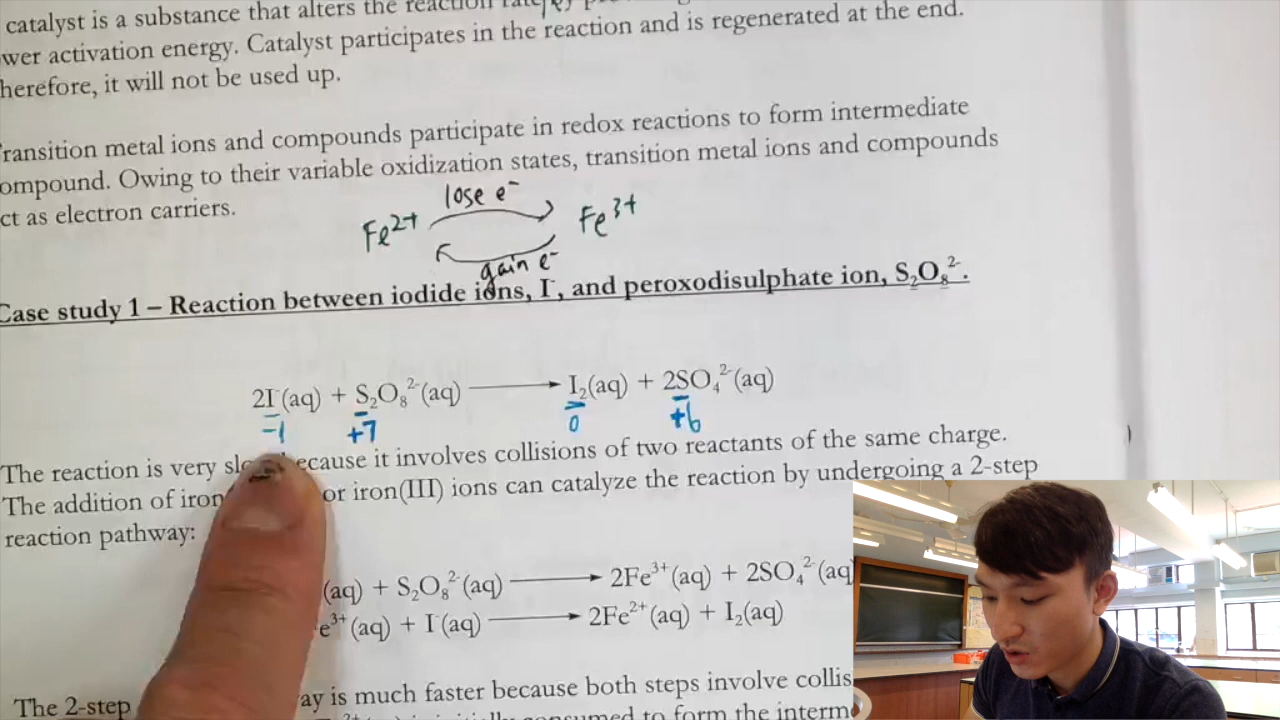 catalyst is a substance that alters the reaction
wer activation energy. Catalyst participates in the reaction and is regenerated at the end.
herefore, it will not be used up.
ransition metal ions and compounds participate in redox reactions to form intermediate
ompound. Owing to their variable oxidization states, transition metal ions and compounds
ct as electron carriers.
lose e⁻
Fe²⁺ Fe³⁺
gain e⁻
Case study 1 – Reaction between iodide ions, I⁻, and peroxodisulphate ion, S₂O₈²⁻.
2I⁻(aq) + S₂O₈²⁻(aq) ⟶ I₂(aq) + 2SO₄²⁻(aq)
-1 +7 0 +6
The reaction is very ecause it involves collisions of two reactants of the same charge.
The addition of iron or iron(III) ions can catalyze the reaction by undergoing a 2-step
reaction pathway:
(aq) + S₂O₈²⁻(aq) ⟶ 2Fe³⁺(aq) + 2SO₄²⁻(aq
e³⁺(aq) + I⁻(aq) ⟶ 2Fe²⁺(aq) + I₂(aq)
The 2-step ay is much faster because both steps involve collis
consumed to form the interm